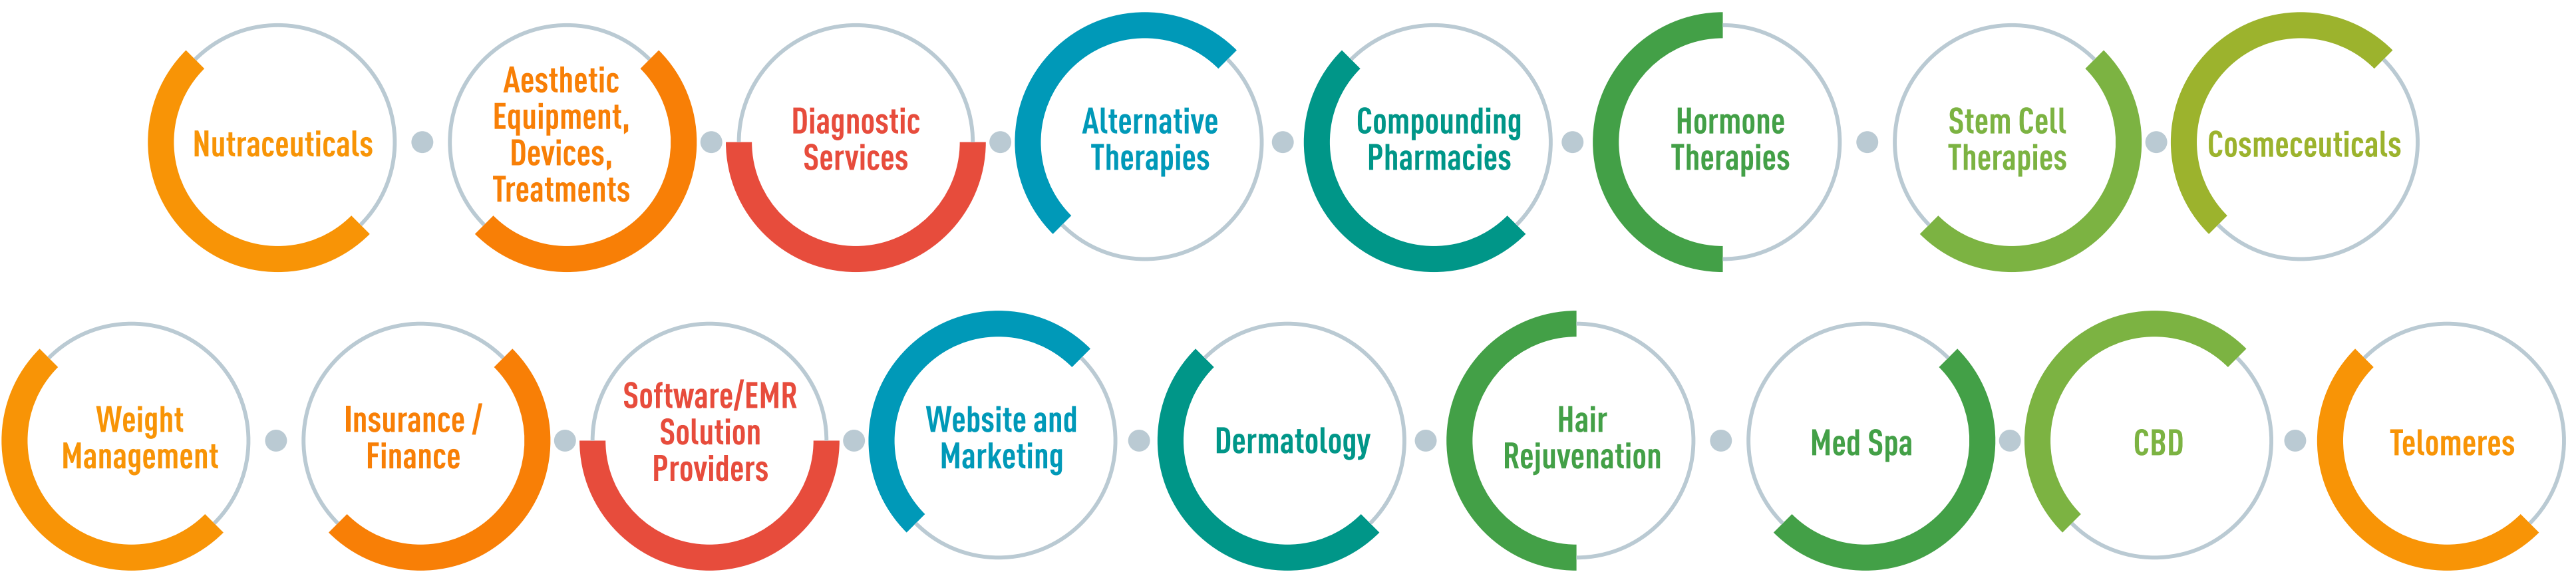 Nutraceuticals
Aesthetic
Equipment,
Devices,
Treatments
Diagnostic
Services
Alternative
Therapies
Compounding
Pharmacies
Hormone
Therapies
Stem Cell
Therapies
Cosmeceuticals
Weight
Management
Insurance /
Finance
Software/EMR
Solution
Providers
Website and
Marketing
Dermatology
Hair
Rejuvenation
Med Spa
CBD
Telomeres